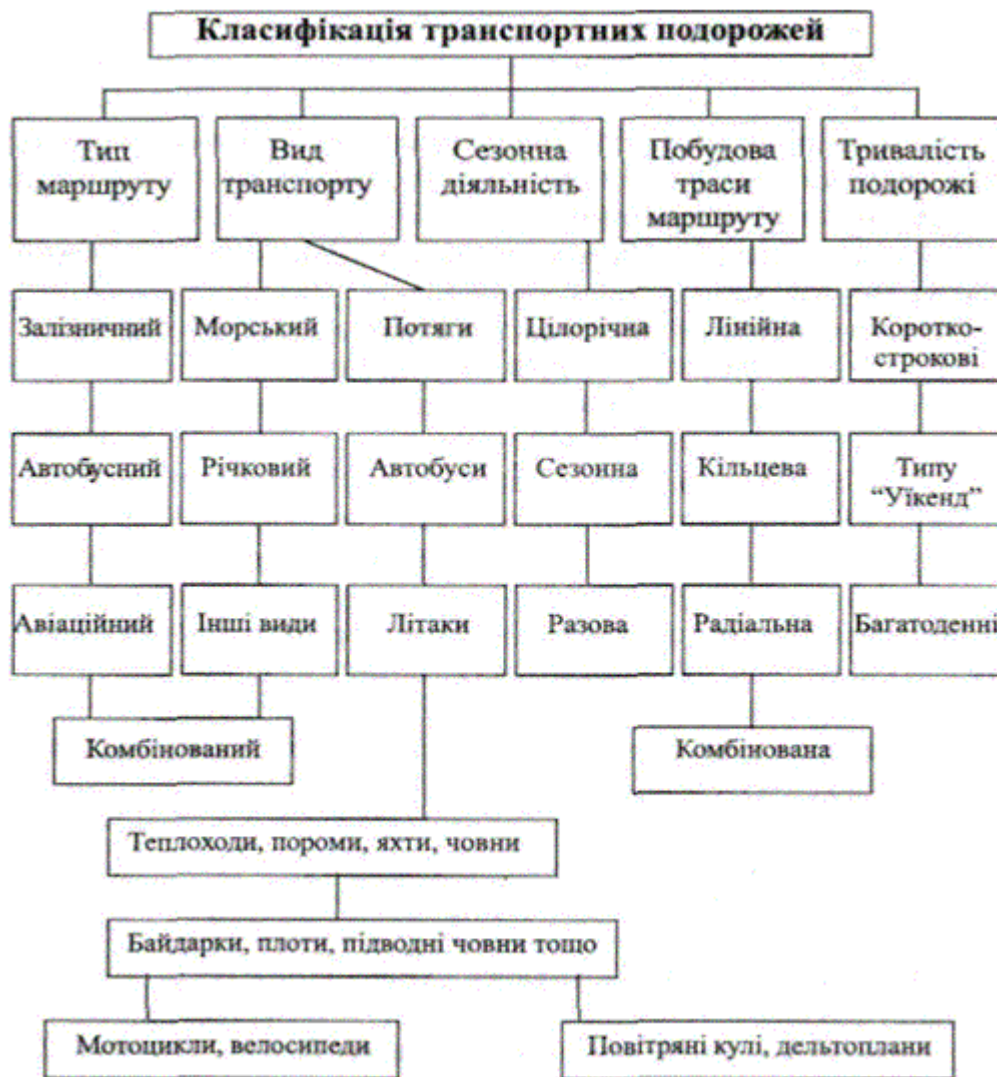 Класифікація транспортних подорожей
Тип
маршруту
Вид
транспорту
Сезонна
діяльність
Побудова
траси
маршруту
Тривалість
подорожі
Залізничний
Морський
Потяги
Цілорічна
Лінійна
Коротко-
строкові
Автобусний
Річковий
Автобуси
Сезонна
Кільцева
Типу
“Уїкенд”
Авіаційний
Інші види
Літаки
Разова
Радіальна
Багатоденні
Комбінований
Комбінована
Теплоходи, пороми, яхти, човни
Байдарки, плоти, підводні човни тощо
Мотоцикли, велосипеди
Повітряні кулі, дельтоплани